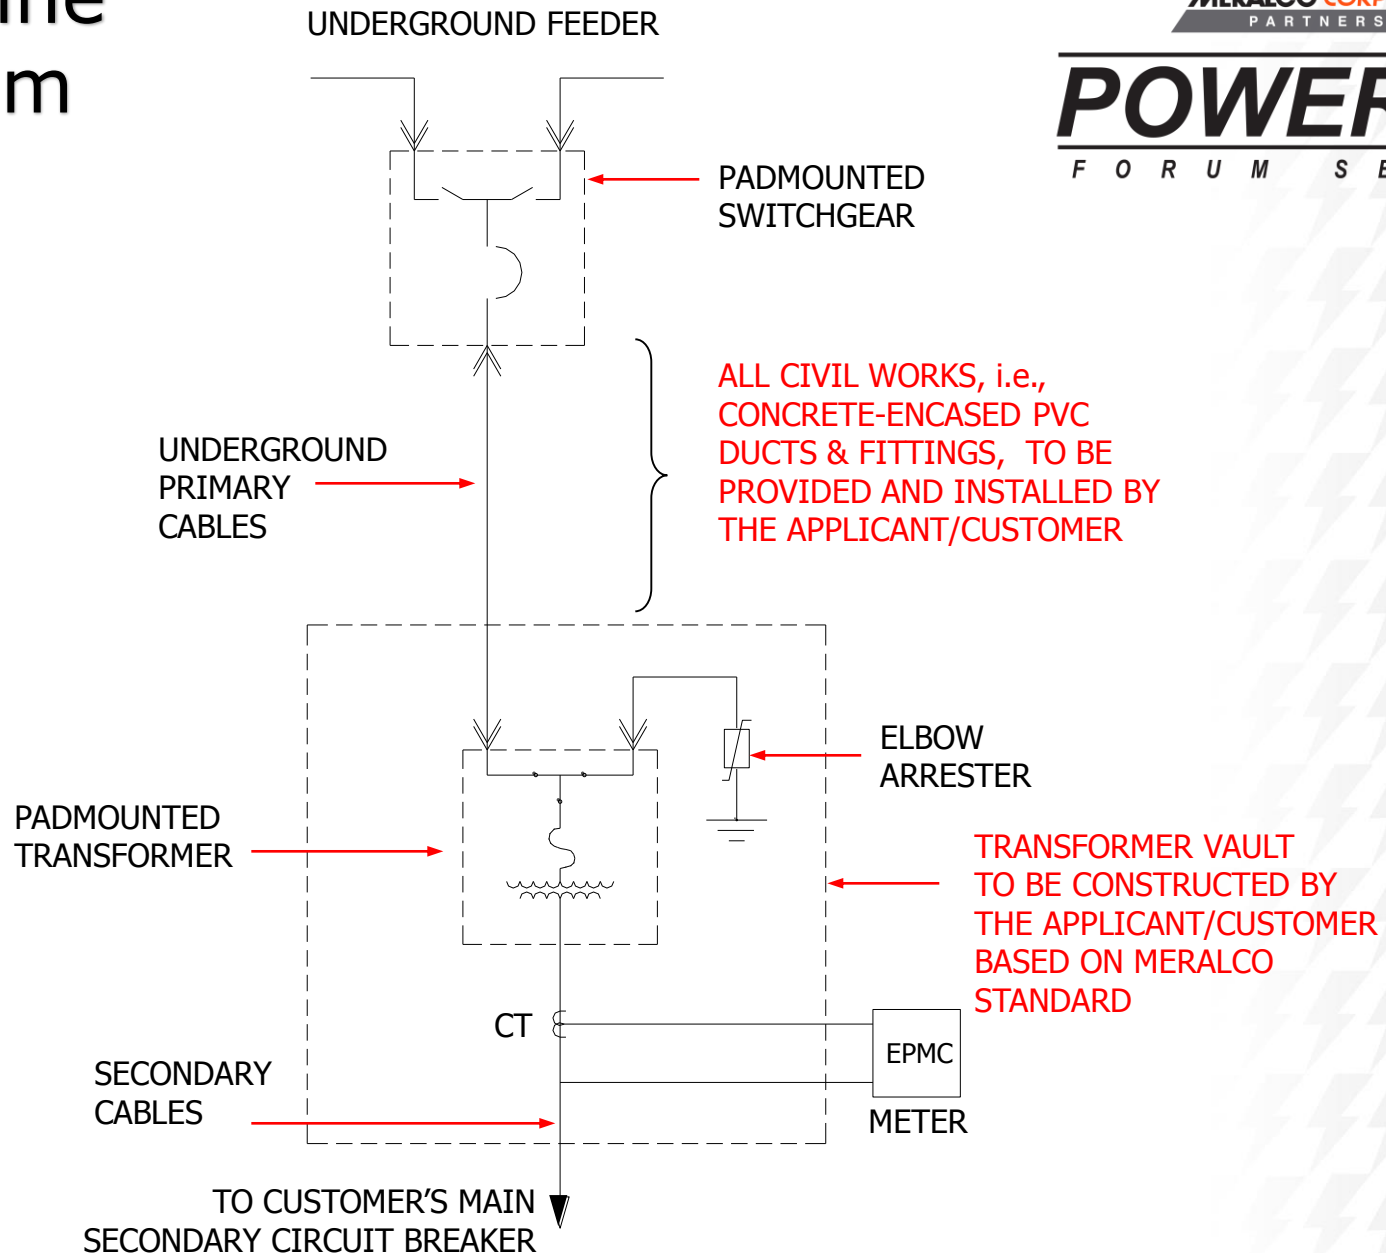 UNDERGROUND FEEDER
PARTNERS
POWER
FORUM SE
PADMOUNTED
SWITCHGEAR
ALL CIVIL WORKS, i.e.,
CONCRETE-ENCASED PVC
DUCTS & FITTINGS, TO BE
PROVIDED AND INSTALLED BY
THE APPLICANT/CUSTOMER
UNDERGROUND
PRIMARY
CABLES
ELBOW
ARRESTER
PADMOUNTED
TRANSFORMER
TRANSFORMER VAULT
TO BE CONSTRUCTED BY
THE APPLICANT/CUSTOMER
BASED ON MERALCO
STANDARD
CT
EPMC
METER
SECONDARY
CABLES
TO CUSTOMER’S MAIN
SECONDARY CIRCUIT BREAKER